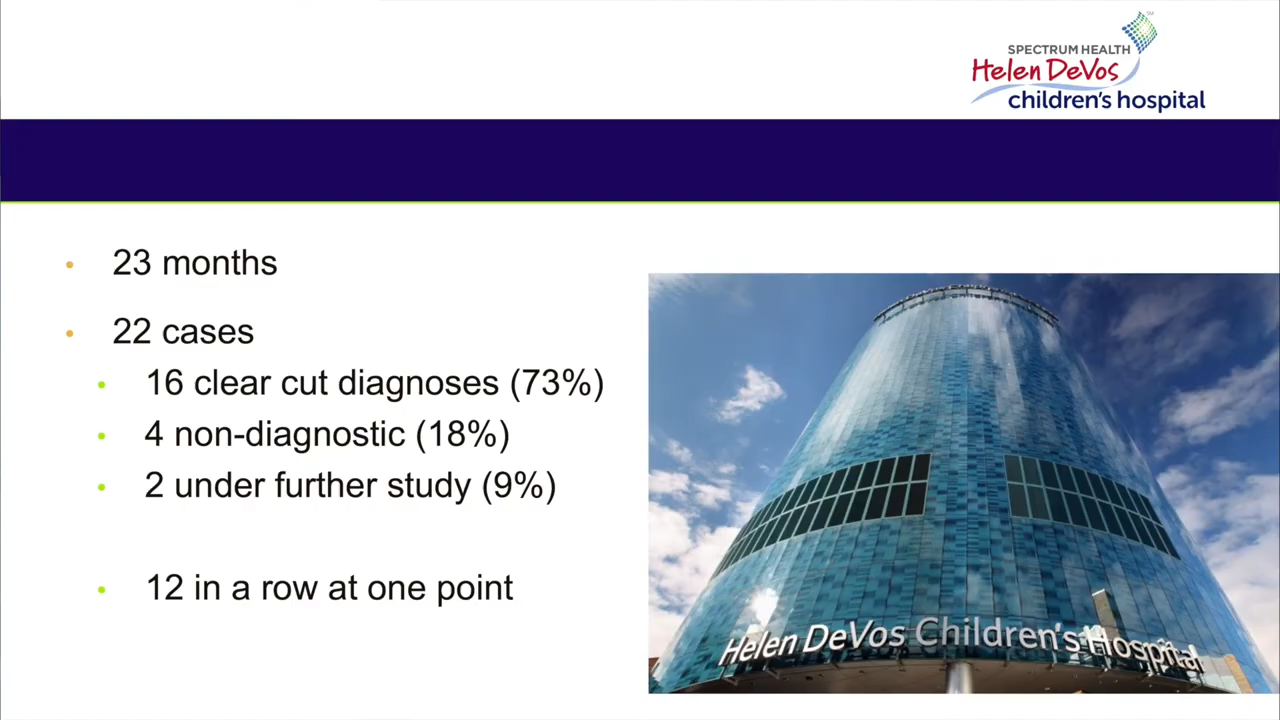 SPECTRUM HEALTH
Helen DeVos
children's hospital
23 months
22 cases
16 clear cut diagnoses (73%)
4 non-diagnostic (18%)
2 under further study (9%)
12 in a row at one point
Helen DeVos Children's Hospital